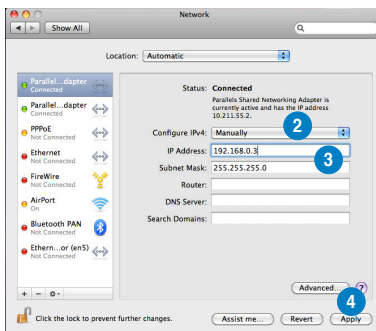 Network
Show All
Location: Automatic
Parallel...dapter
Connected
Parallel...dapter
Connected
PPPoE
Not Connected
Ethernet
Not Connected
FireWire
Not Connected
AirPort
On
Bluetooth PAN
Not Connected
Ethern...or (en5)
Not Connected
Status: Connected
Parallels Shared Networking Adapter is
currently active and has the IP address
10.211.55.2.
2
Configure IPv4: Manually
IP Address: 192.168.0.3
3
Subnet Mask: 255.255.255.0
Router:
DNS Server:
Search Domains:
Advanced... ?
4
Click the lock to prevent further changes.
Assist me... Revert Apply